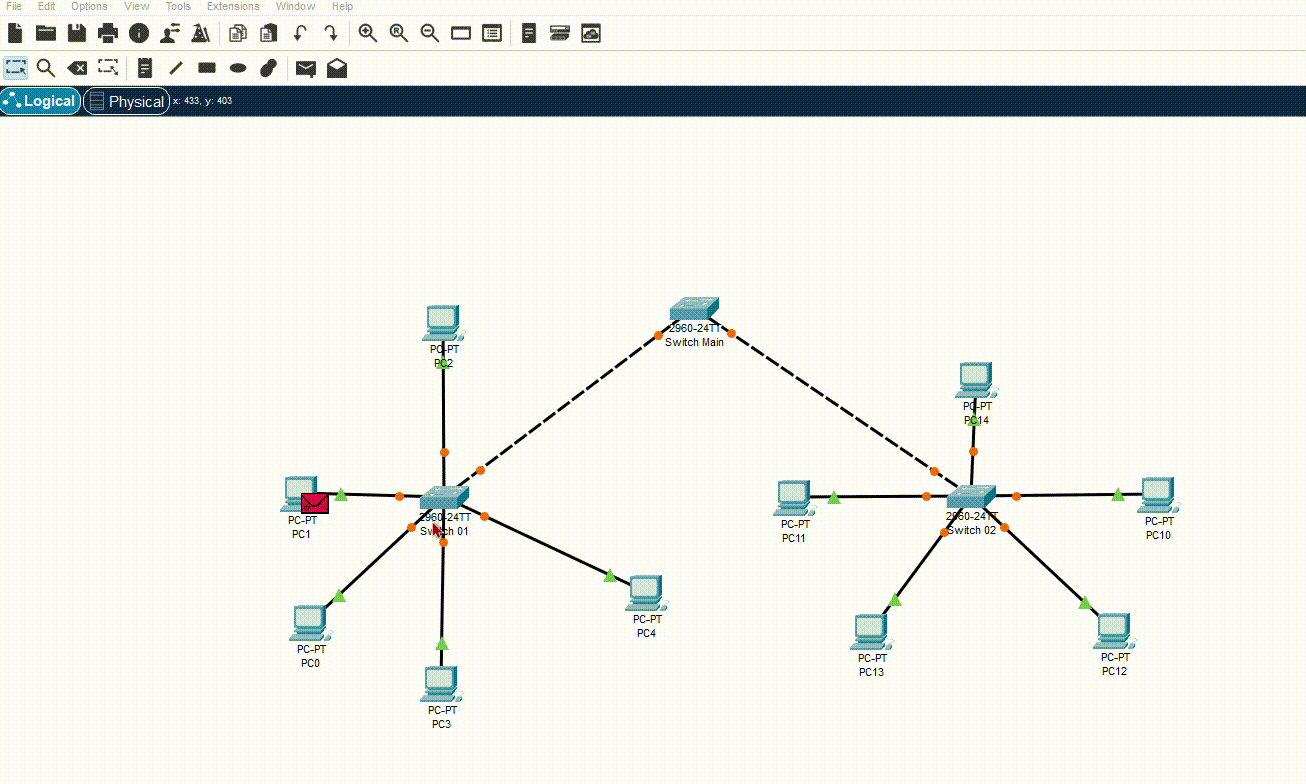 File Edit Options View Tools Extensions Window Help
Logical Physical x: 433, y: 403
2960-24TT
Switch Main
PC-PT
PC2
PC-PT
PC14
PC-PT
PC1
2960-24TT
Switch 01
PC-PT
PC11
2960-24TT
Switch 02
PC-PT
PC10
PC-PT
PC4
PC-PT
PC0
PC-PT
PC13
PC-PT
PC12
PC-PT
PC3